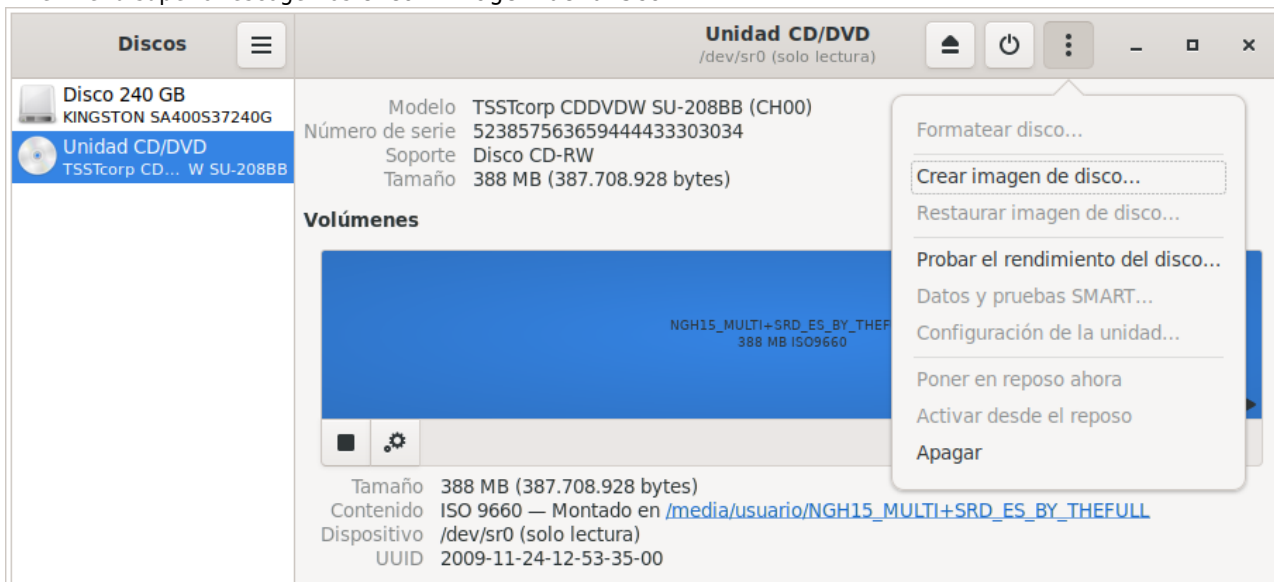 Discos
Unidad CD/DVD
/dev/sr0 (solo lectura)
Disco 240 GB
KINGSTON SA400S37240G
Unidad CD/DVD
TSSTcorp CD... W SU-208BB
Modelo TSSTcorp CDDVDW SU-208BB (CH00)
Número de serie 523857563659444433303034
Soporte Disco CD-RW
Tamaño 388 MB (387.708.928 bytes)
Volúmenes
NGH15_MULTI+SRD_ES_BY_THEF
388 MB ISO9660
Formatear disco...
Crear imagen de disco...
Restaurar imagen de disco...
Probar el rendimiento del disco...
Datos y pruebas SMART...
Configuración de la unidad...
Poner en reposo ahora
Activar desde el reposo
Apagar
Tamaño 388 MB (387.708.928 bytes)
Contenido ISO 9660 — Montado en /media/usuario/NGH15_MULTI+SRD_ES_BY_THEFULL
Dispositivo /dev/sr0 (solo lectura)
UUID 2009-11-24-12-53-35-00